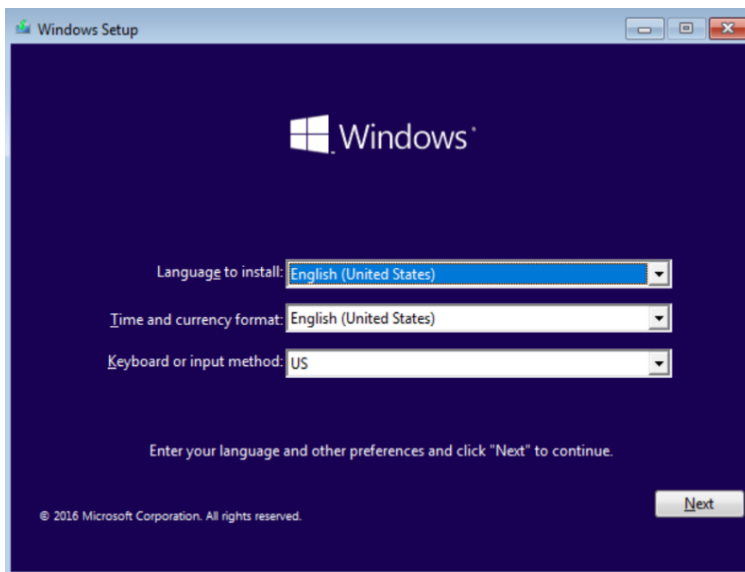 Windows Setup
Windows
Language to install: English (United States)
Time and currency format: English (United States)
Keyboard or input method: US
Enter your language and other preferences and click "Next" to continue.
Next
© 2016 Microsoft Corporation. All rights reserved.